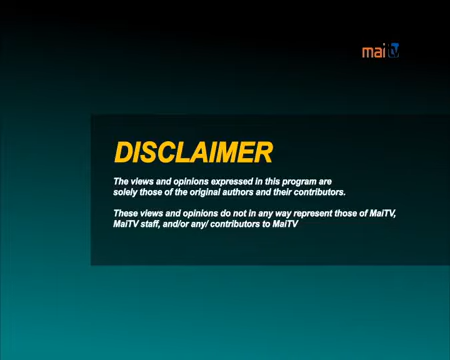 mai tv
DISCLAIMER
The views and opinions expressed in this program are
solely those of the original authors and their contributors.
These views and opinions do not in any way represent those of MaiTV,
MaiTV staff, and/or any/ contributors to MaiTV